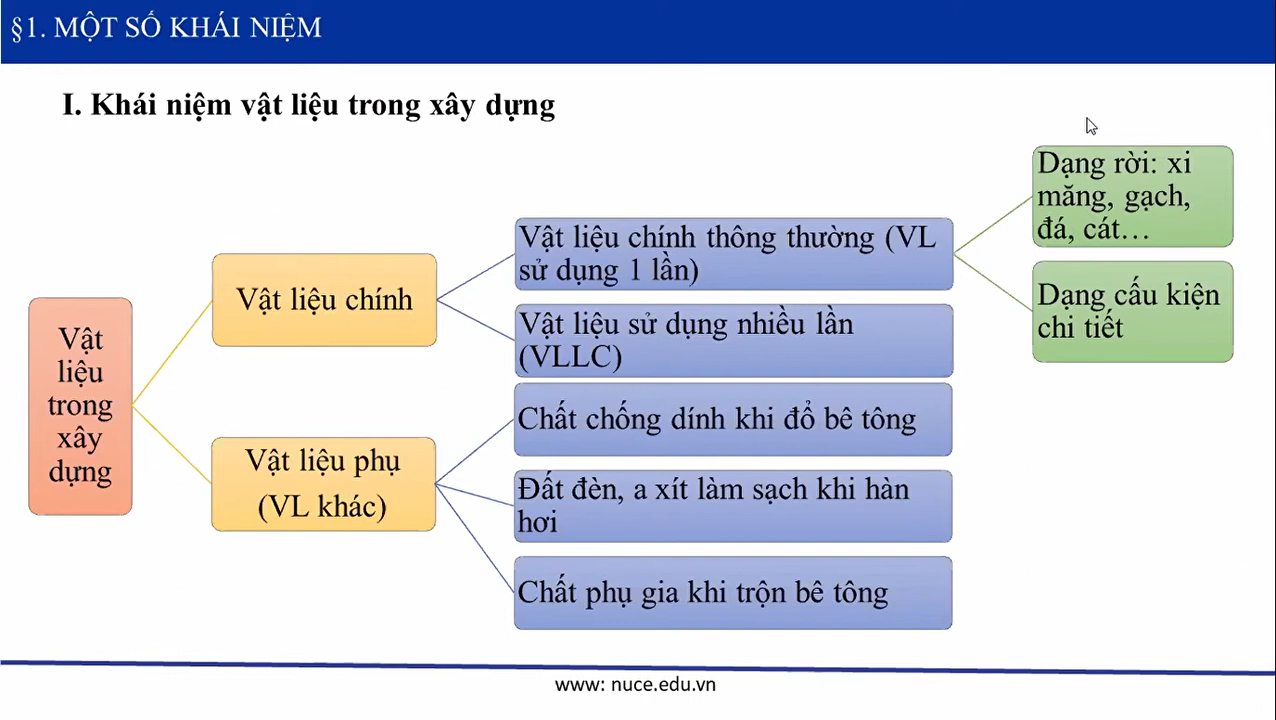 §1. MỘT SỐ KHÁI NIỆM
I. Khái niệm vật liệu trong xây dựng
Vật
liệu
trong
xây
dựng
Vật liệu chính
Vật liệu phụ
(VL khác)
Vật liệu chính thông thường (VL
sử dụng 1 lần)
Vật liệu sử dụng nhiều lần
(VLLC)
Chất chống dính khi đổ bê tông
Đất đèn, a xít làm sạch khi hàn
hơi
Chất phụ gia khi trộn bê tông
Dạng rời: xi
măng, gạch,
đá, cát…
Dạng cấu kiện
chi tiết
www: nuce.edu.vn